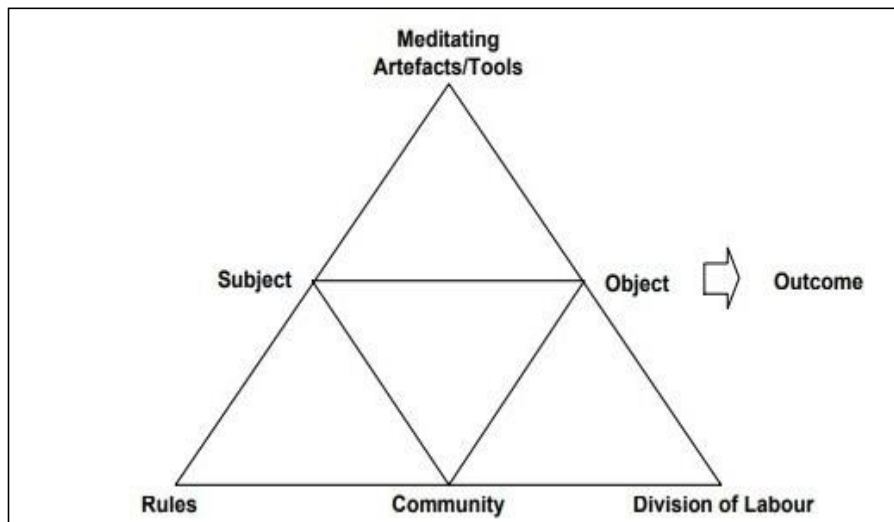 Meditating
Artefacts/Tools
Subject
Object
Outcome
Rules
Community
Division of Labour